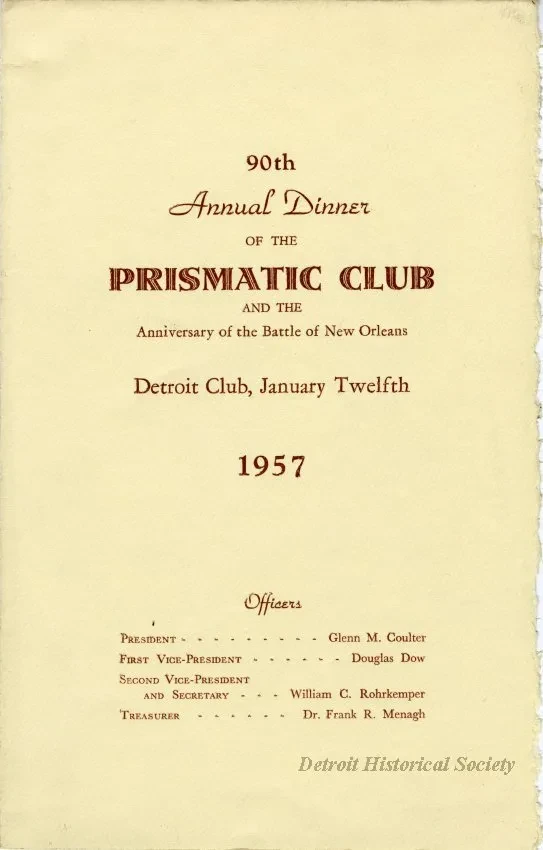 90th
Annual Dinner
OF THE
PRISMATIC CLUB
AND THE
Anniversary of the Battle of New Orleans
Detroit Club, January Twelfth
1957
Officers
PRESIDENT - - - - - - - - - Glenn M. Coulter
FIRST VICE-PRESIDENT - - - - - - Douglas Dow
SECOND VICE-PRESIDENT
AND SECRETARY - - - William C. Rohrkemper
TREASURER - - - - - - Dr. Frank R. Menagh
Detroit Historical Society